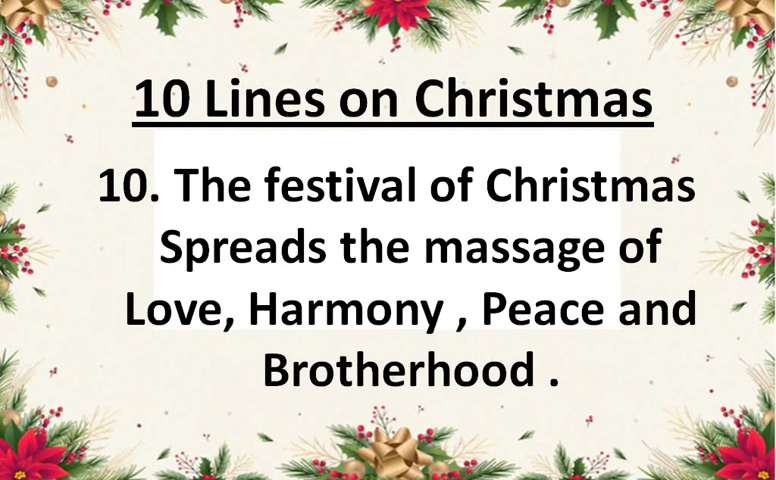 10 Lines on Christmas
10. The festival of Christmas
Spreads the massage of
Love, Harmony , Peace and
Brotherhood .